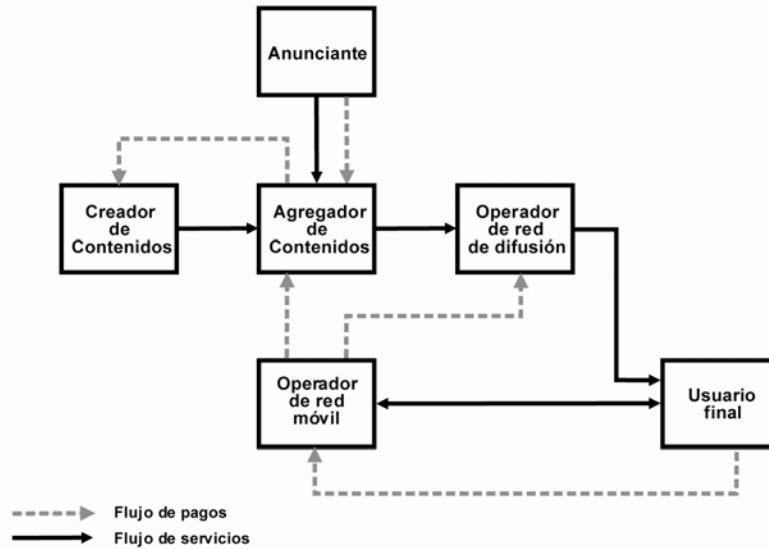 Anunciante
Creador
de
Contenidos
Agregador
de
Contenidos
Operador
de red
de difusión
Operador
de red
móvil
Usuario
final
Flujo de pagos
Flujo de servicios